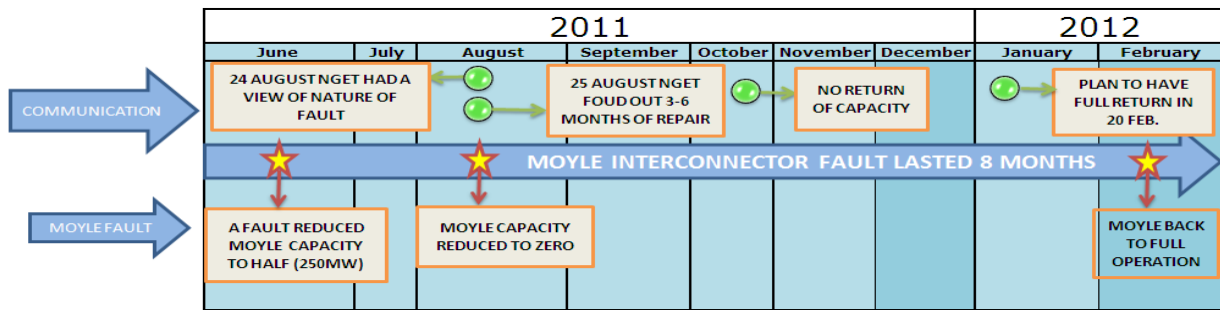 2011
2012
June
July
August
September
October
November
December
January
February
COMMUNICATION
24 AUGUST NGET HAD A
VIEW OF NATURE OF
FAULT
25 AUGUST NGET
FOUD OUT 3-6
MONTHS OF REPAIR
NO RETURN
OF CAPACITY
PLAN TO HAVE
FULL RETURN IN
20 FEB.
MOYLE INTERCONNECTOR FAULT LASTED 8 MONTHS
MOYLE FAULT
A FAULT REDUCED
MOYLE CAPACITY
TO HALF (250MW)
MOYLE CAPACITY
REDUCED TO ZERO
MOYLE BACK
TO FULL
OPERATION